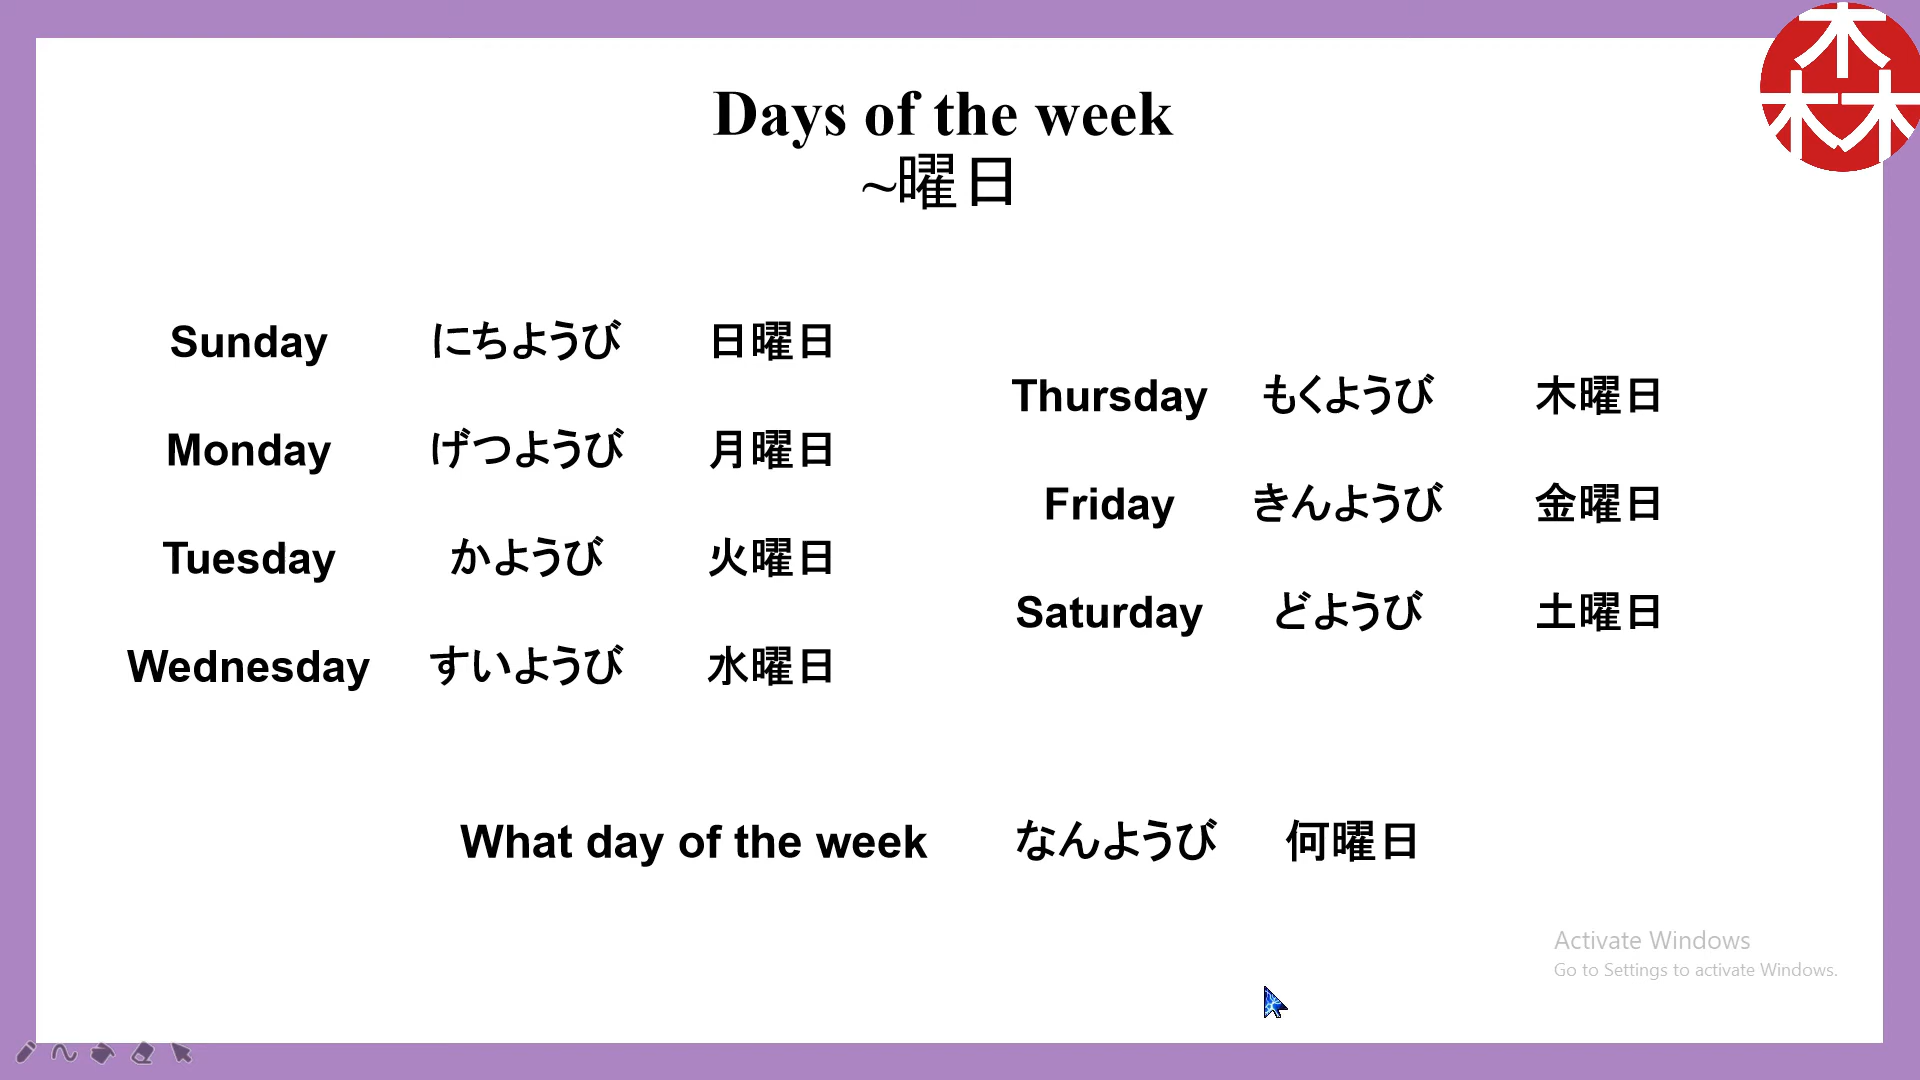 Days of the week
~曜日
Sunday にちようび 日曜日
Monday げつようび 月曜日
Tuesday かようび 火曜日
Wednesday すいようび 水曜日
Thursday もくようび 木曜日
Friday きんようび 金曜日
Saturday どようび 土曜日
What day of the week なんようび 何曜日
Activate Windows
Go to Settings to activate Windows.
森